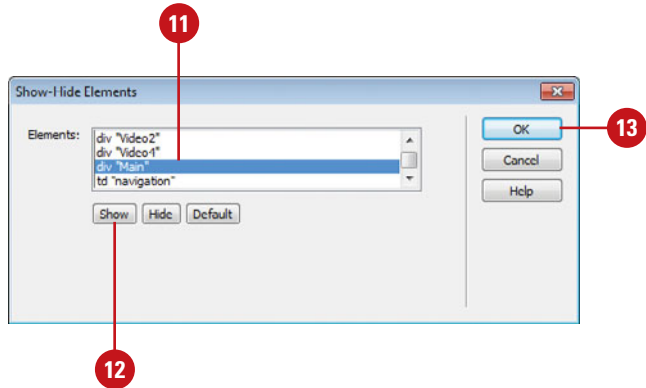 11
Show-Hide Elements
Elements:
div "Video2"
div "Video4"
div "Main"
td "navigation"
Show Hide Default
OK
Cancel
Help
13
12